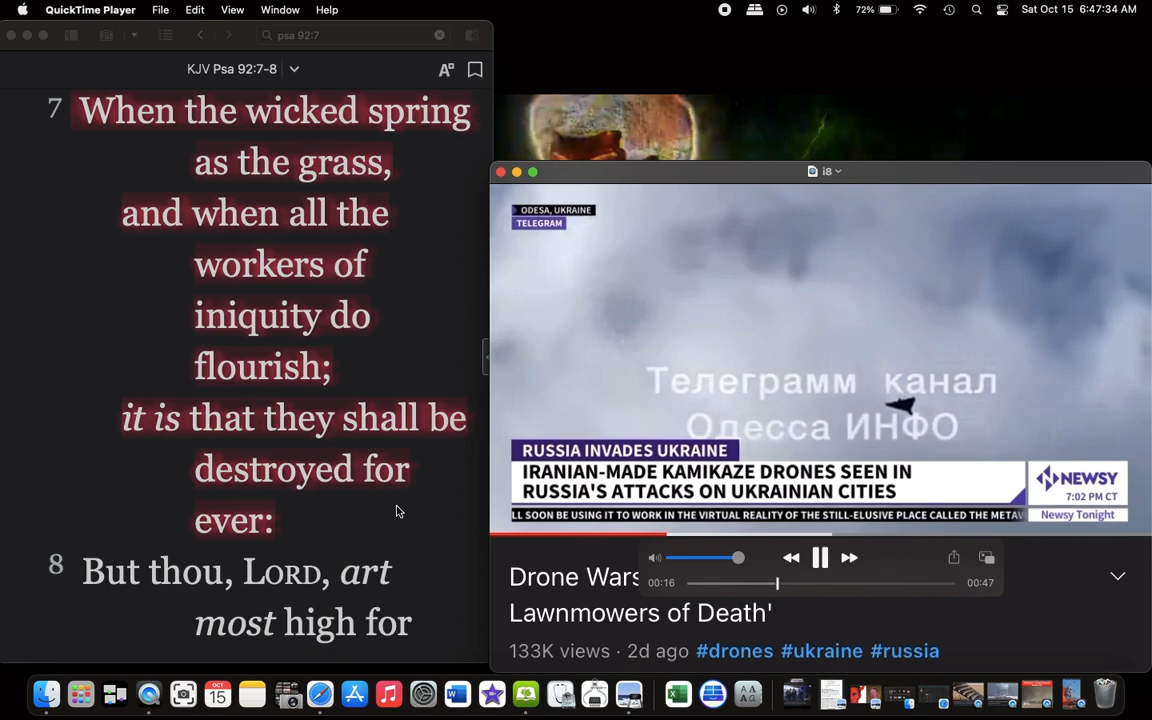 QuickTime Player File Edit View Window Help
72% Sat Oct 15 6:47:34 AM
psa 92:7
KJV Psa 92:7-8
7 When the wicked spring
as the grass,
and when all the
workers of
iniquity do
flourish;
it is that they shall be
destroyed for
ever:
8 But thou, LORD, art
most high for
i8
ODESA, UKRAINE
TELEGRAM
Телеграмм канал
Одесса ИНФО
RUSSIA INVADES UKRAINE
IRANIAN-MADE KAMIKAZE DRONES SEEN IN
RUSSIA'S ATTACKS ON UKRAINIAN CITIES
NEWSY
7:02 PM CT
LL SOON BE USING IT TO WORK IN THE VIRTUAL REALITY OF THE STILL-ELUSIVE PLACE CALLED THE METAV
Newsy Tonight
00:16 00:47
Drone Wars
Lawnmowers of Death'
133K views · 2d ago #drones #ukraine #russia
OCT
15